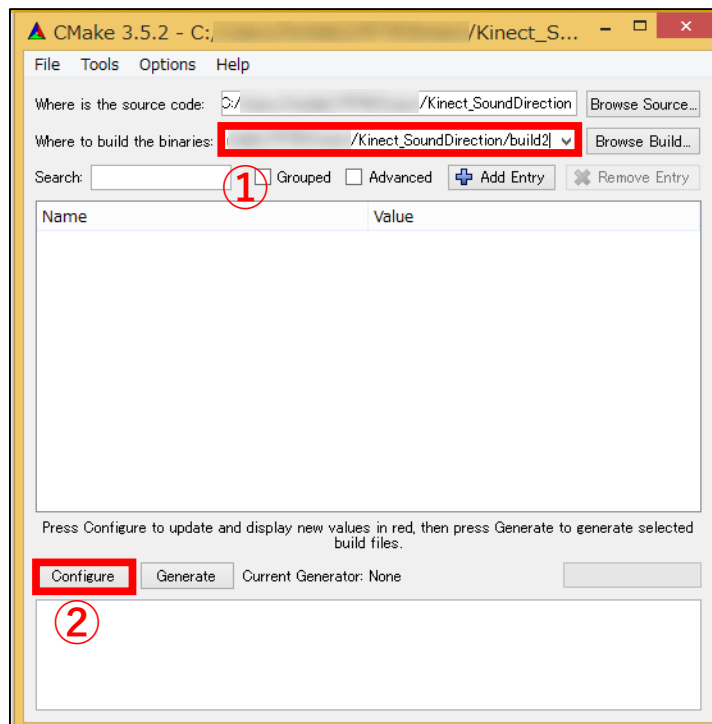 CMake 3.5.2 - C:/ /Kinect_S...
File Tools Options Help
Where is the source code: C:/ /Kinect_SoundDirection Browse Source...
Where to build the binaries: /Kinect_SoundDirection/build2 Browse Build...
Search: ① Grouped Advanced Add Entry Remove Entry
Name Value
Press Configure to update and display new values in red, then press Generate to generate selected
build files.
Configure Generate Current Generator: None
②